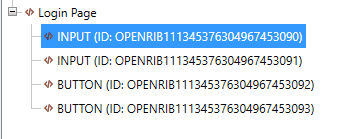 Login Page
INPUT (ID: OPENRIB111345376304967453090)
INPUT (ID: OPENRIB111345376304967453091)
BUTTON (ID: OPENRIB111345376304967453092)
BUTTON (ID: OPENRIB111345376304967453093)